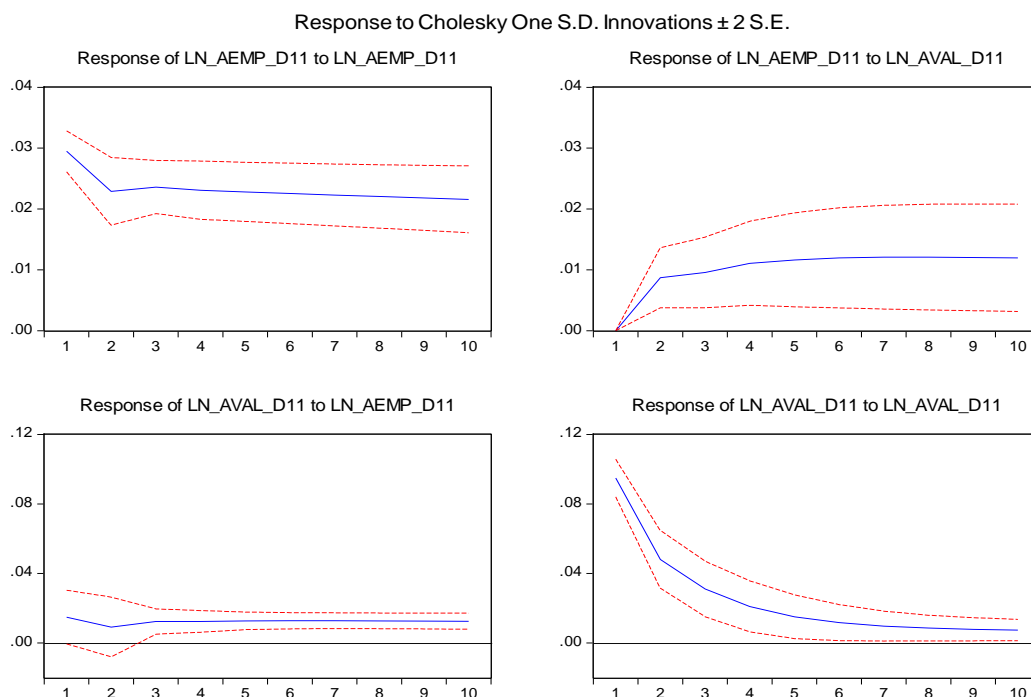 Response to Cholesky One S.D. Innovations ± 2 S.E.
Response of LN_AEMP_D11 to LN_AEMP_D11
.04
.03
.02
.01
.00
1 2 3 4 5 6 7 8 9 10
Response of LN_AEMP_D11 to LN_AVAL_D11
.04
.03
.02
.01
.00
1 2 3 4 5 6 7 8 9 10
Response of LN_AVAL_D11 to LN_AEMP_D11
.12
.08
.04
.00
1 2 3 4 5 6 7 8 9 10
Response of LN_AVAL_D11 to LN_AVAL_D11
.12
.08
.04
.00
1 2 3 4 5 6 7 8 9 10